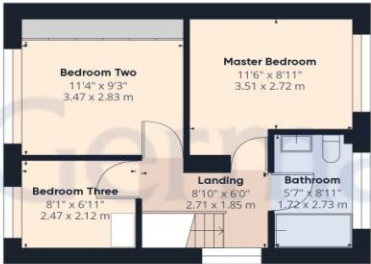 Bedroom Two
11'4" x 9'3"
3.47 x 2.83 m
Master Bedroom
11'6" x 8'11"
3.51 x 2.72 m
Bedroom Three
8'1" x 6'11"
2.47 x 2.12 m
Landing
8'10" x 6'0"
2.71 x 1.85 m
Bathroom
5'7" x 8'11"
1.72 x 2.73 m